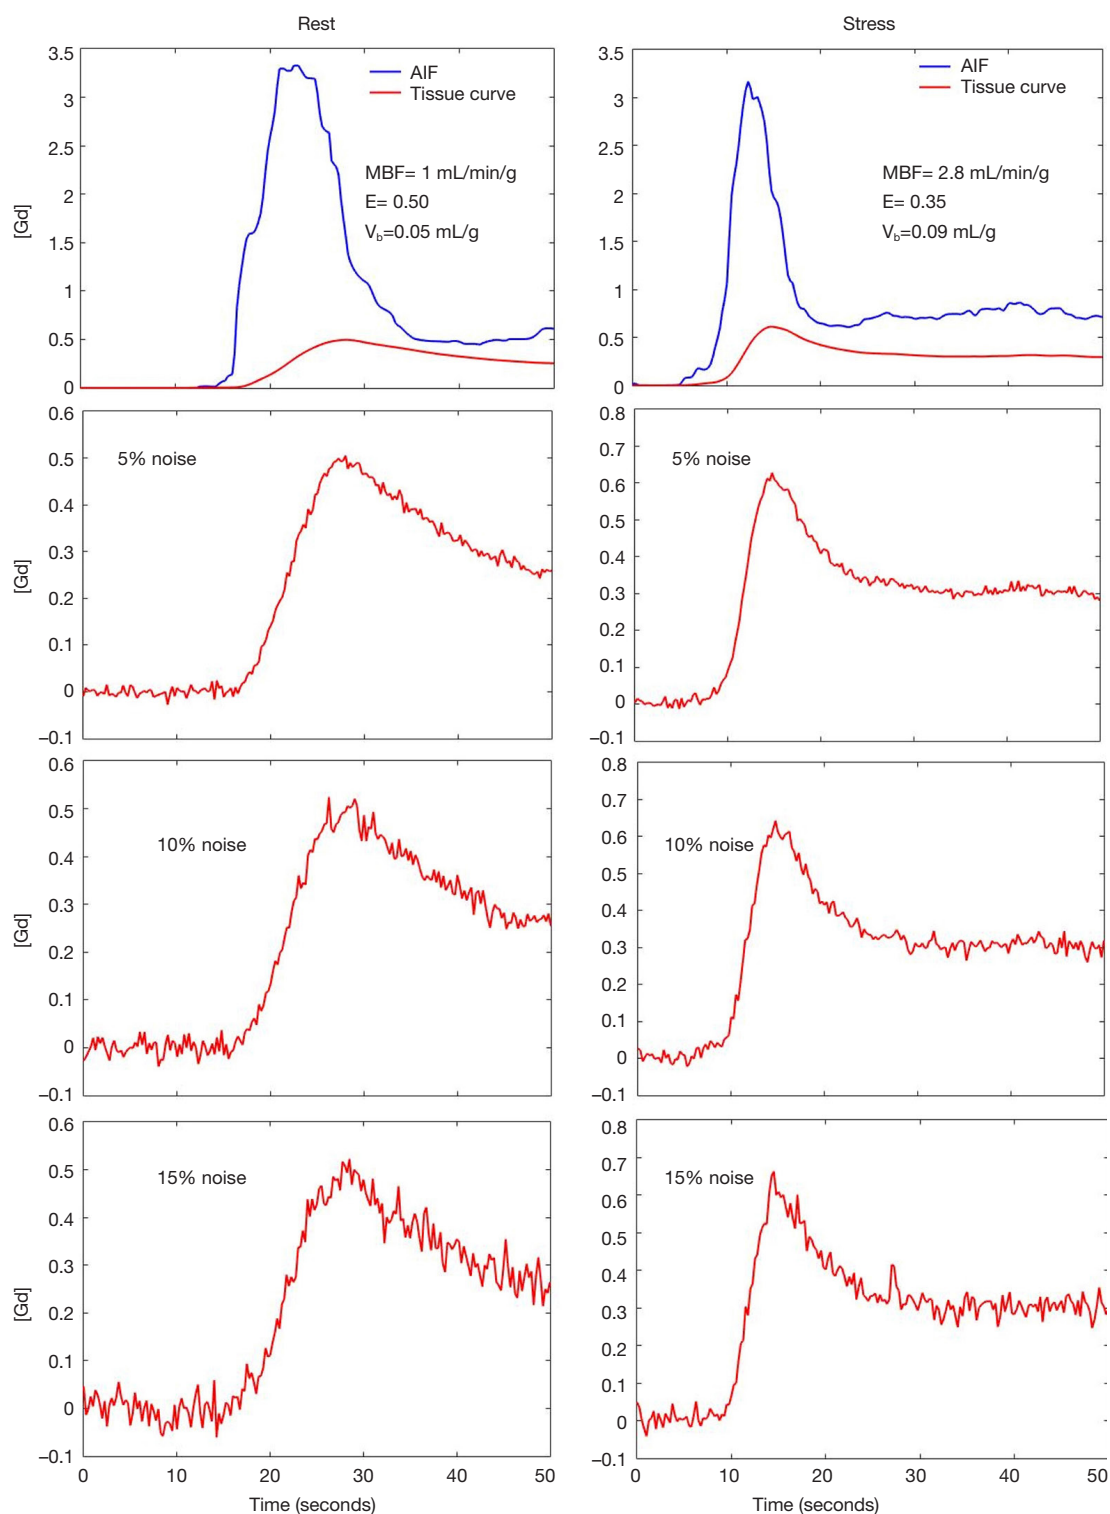 Rest
Stress
3.5
3
2.5
2
1.5
1
0.5
0
[Gd]
AIF
Tissue curve
MBF= 1 mL/min/g
E= 0.50
V_b=0.05 mL/g
3.5
3
2.5
2
1.5
1
0.5
0
AIF
Tissue curve
MBF= 2.8 mL/min/g
E= 0.35
V_b=0.09 mL/g
0.6
0.5
0.4
0.3
0.2
0.1
0
–0.1
[Gd]
5% noise
0.8
0.7
0.6
0.5
0.4
0.3
0.2
0.1
0
–0.1
5% noise
0.6
0.5
0.4
0.3
0.2
0.1
0
–0.1
[Gd]
10% noise
0.8
0.7
0.6
0.5
0.4
0.3
0.2
0.1
0
–0.1
10% noise
0.6
0.5
0.4
0.3
0.2
0.1
0
–0.1
[Gd]
15% noise
0 10 20 30 40 50
Time (seconds)
0.8
0.7
0.6
0.5
0.4
0.3
0.2
0.1
0
–0.1
15% noise
0 10 20 30 40 50
Time (seconds)